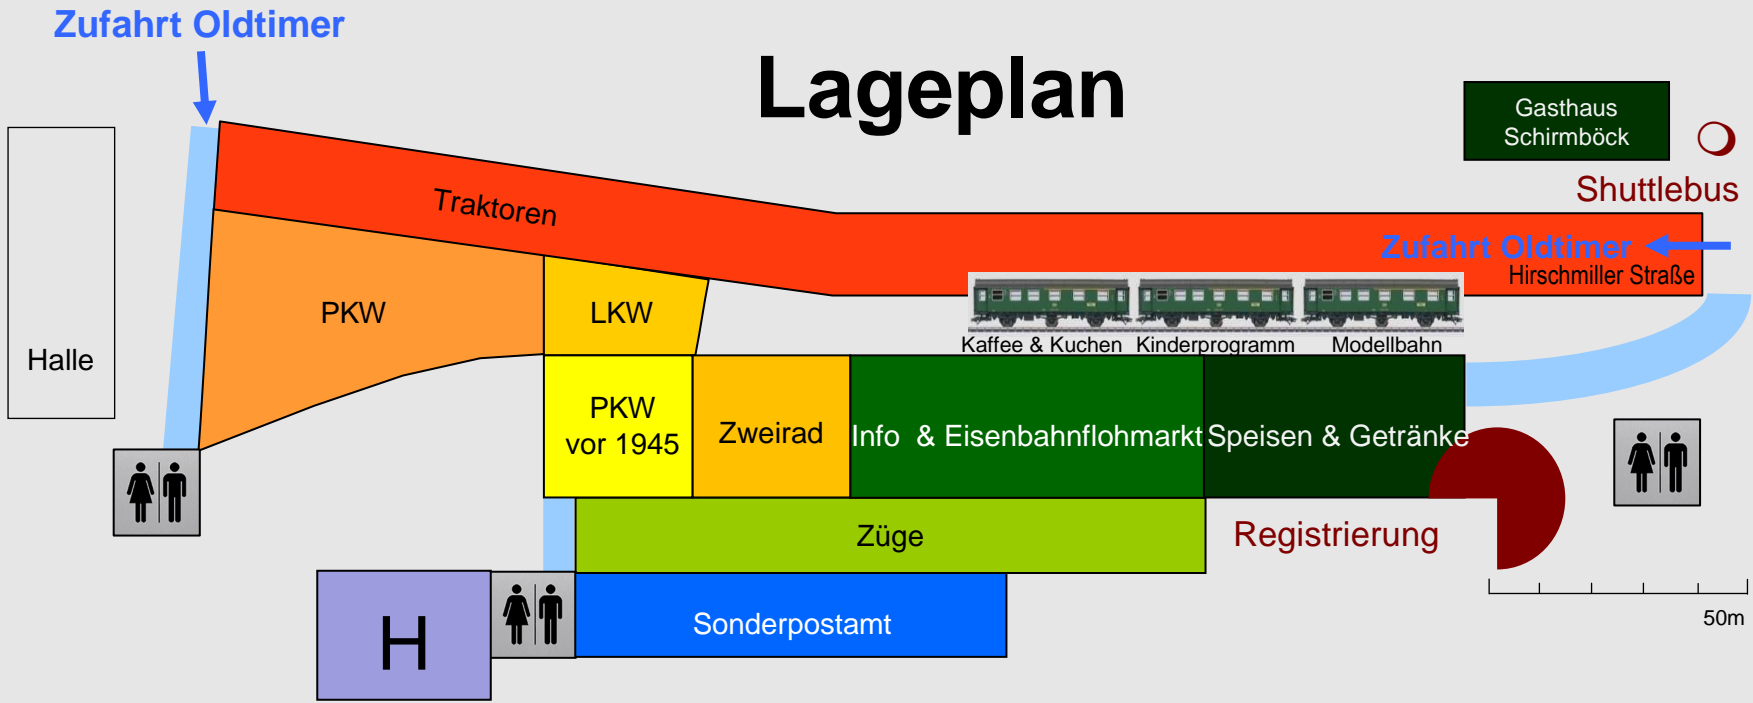 Zufahrt Oldtimer
Lageplan
Gasthaus
Schirmböck
Shuttlebus
Traktoren
Zufahrt Oldtimer
Hirschmiller Straße
PKW
LKW
Halle
Kaffee & Kuchen
Kinderprogramm
Modellbahn
PKW
vor 1945
Zweirad
Info & Eisenbahnflohmarkt
Speisen & Getränke
Züge
Registrierung
H
Sonderpostamt
50m